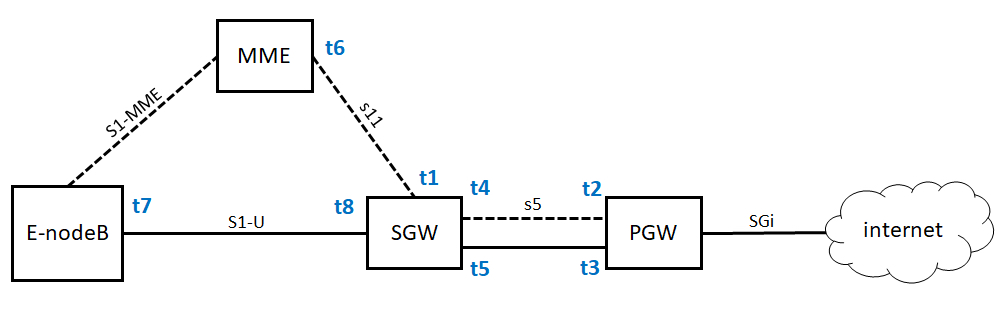 MME
t6
S1-MME
s11
t1
t4
t2
t7
t8
s5
E-nodeB
S1-U
SGW
PGW
SGi
internet
t5
t3